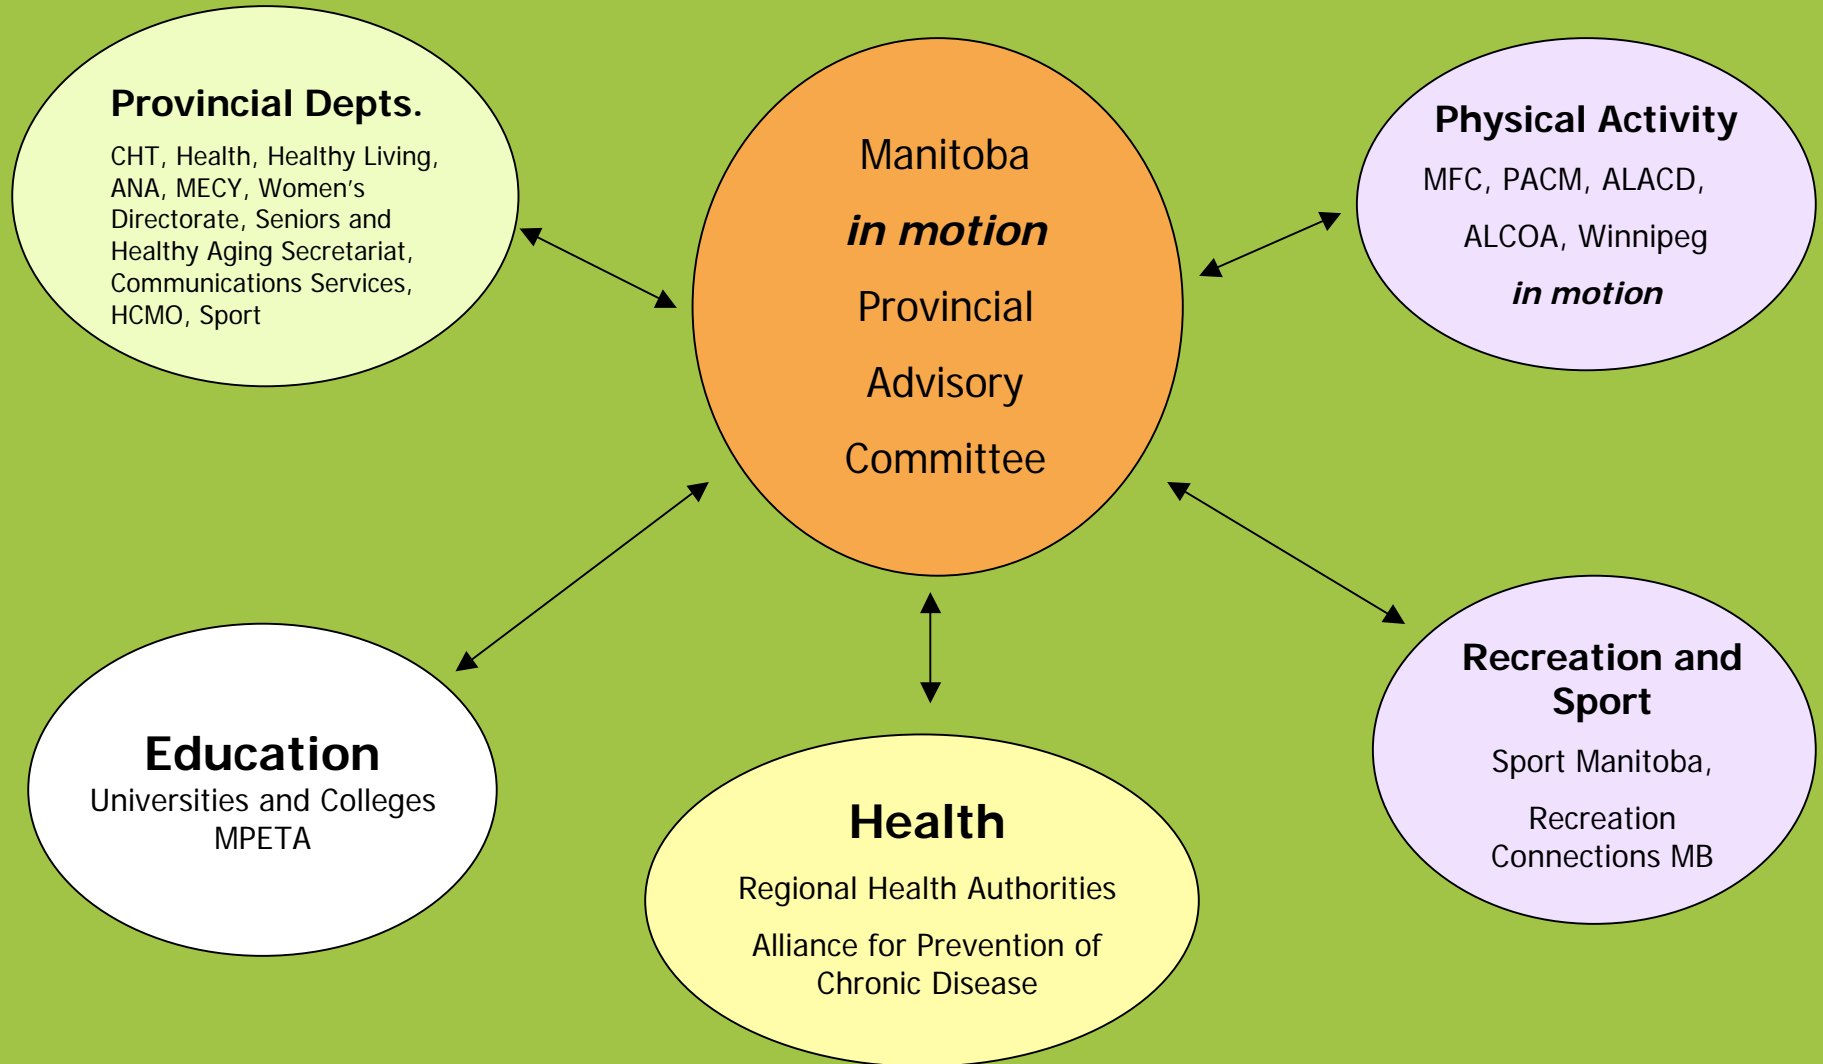 Provincial Depts.
CHT, Health, Healthy Living,
ANA, MECY, Women's
Directorate, Seniors and
Healthy Aging Secretariat,
Communications Services,
HCMO, Sport
Manitoba
in motion
Provincial
Advisory
Committee
Physical Activity
MFC, PACM, ALACD,
ALCOA, Winnipeg
in motion
Education
Universities and Colleges
MPETA
Health
Regional Health Authorities
Alliance for Prevention of
Chronic Disease
Recreation and
Sport
Sport Manitoba,
Recreation
Connections MB